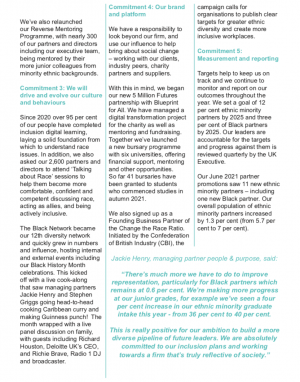 We've also relaunched
our Reverse Mentoring
Programme, with nearly 300
of our partners and directors
including our executive team,
being mentored by their
more junior colleagues from
minority ethnic backgrounds.
Commitment 3: We will
drive and evolve our culture
and behaviours
Since 2020 over 95 per cent
of our people have completed
inclusion digital learning,
laying a solid foundation from
which to understand race
issues. In addition, we also
asked our 2,600 partners and
directors to attend 'Talking
about Race' sessions to
help them become more
comfortable, confident and
competent discussing race,
acting as allies, and being
actively inclusive.
The Black Network became
our 12th diversity network
and quickly grew in numbers
and influence, hosting internal
and external events including
our Black History Month
celebrations. This kicked
off with a live cook-along
that saw managing partners
Jackie Henry and Stephen
Griggs going head-to-head
cooking Caribbean curry and
making Guinness punch! The
month wrapped with a live
panel discussion on family,
with guests including Richard
Houston, Deloitte UK's CEO,
and Richie Brave, Radio 1 DJ
and broadcaster.
Commitment 4: Our brand
and platform
We have a responsibility to
look beyond our firm, and
use our influence to help
bring about social change
– working with our clients,
industry peers, charity
partners and suppliers.
With this in mind, we began
our new 5 Million Futures
partnership with Blueprint
for All. We have managed a
digital transformation project
for the charity as well as
mentoring and fundraising.
Together we've launched
a new bursary programme
with six universities, offering
financial support, mentoring
and other opportunities.
So far 41 bursaries have
been granted to students
who commenced studies in
autumn 2021.
We also signed up as a
Founding Business Partner of
the Change the Race Ratio.
Initiated by the Confederation
of British Industry (CBI), the
campaign calls for
organisations to publish clear
targets for greater ethnic
diversity and create more
inclusive workplaces.
Commitment 5:
Measurement and reporting
Targets help to keep us on
track and we continue to
monitor and report on our
outcomes throughout the
year. We set a goal of 12
per cent ethnic minority
partners by 2025 and three
per cent of Black partners
by 2025. Our leaders are
accountable for the targets
and progress against them is
reviewed quarterly by the UK
Executive.
Our June 2021 partner
promotions saw 11 new ethnic
minority partners – including
one new Black partner. Our
overall population of ethnic
minority partners increased
by 1.3 per cent (from 5.7 per
cent to 7 per cent).
Jackie Henry, managing partner people & purpose, said:
"There's much more we have to do to improve
representation, particularly for Black partners which
remains at 0.6 per cent. We're making more progress
at our junior grades, for example we've seen a four
per cent increase in our ethnic minority graduate
intake this year - from 36 per cent to 40 per cent.
This is really positive for our ambition to build a more
diverse pipeline of future leaders. We are absolutely
committed to our inclusion plans and working
towards a firm that's truly reflective of society."